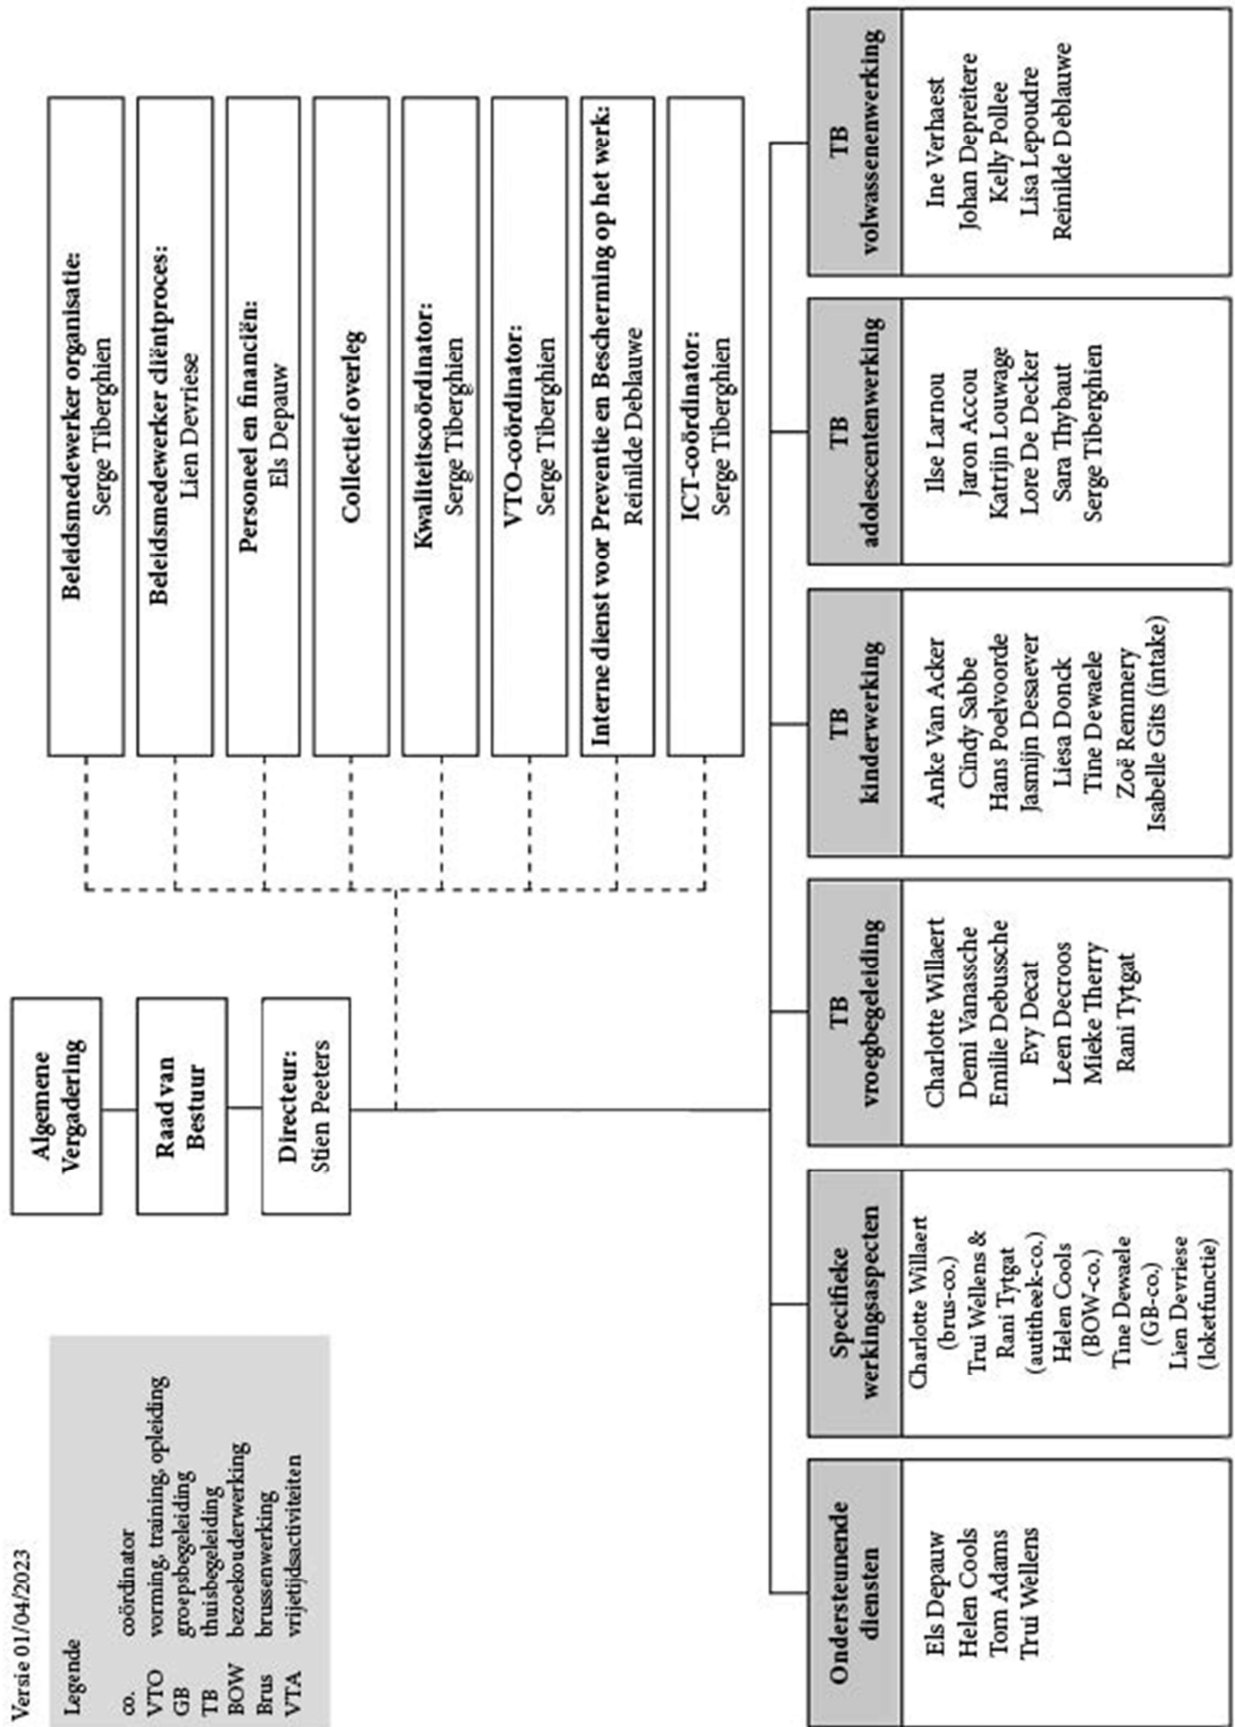 Versie 01/04/2023
Legende
co. coördinator
VTO vorming, training, opleiding
GB groepsbegeleiding
TB thuisbegeleiding
BOW bezoekouderwerking
Brus brussenwerking
VTA vrijetijdsactiviteiten
Algemene
Vergadering
Raad van
Bestuur
Directeur:
Stien Peeters
Beleidsmedewerker organisatie:
Serge Tiberghien
Beleidsmedewerker cliëntproces:
Lien Devriese
Personeel en financiën:
Els Depauw
Collectief overleg
Kwaliteitscoördinator:
Serge Tiberghien
VTO-coördinator:
Serge Tiberghien
Interne dienst voor Preventie en Bescherming op het werk:
Reinilde Deblauwe
ICT-coördinator:
Serge Tiberghien
Ondersteunende
diensten
Els Depauw
Helen Cools
Tom Adams
Trui Wellens
Specifieke
werkingsaspecten
Charlotte Willaert
(brus-co.)
Trui Wellens &
Rani Tytgat
(autitheek-co.)
Helen Cools
(BOW-co.)
Tine Dewaele
(GB-co.)
Lien Devriese
(loketfunctie)
TB
vroegbegeleiding
Charlotte Willaert
Demi Vanassche
Emilie Debussche
Evy Decat
Leen Decroos
Mieke Therry
Rani Tytgat
TB
kinderwerking
Anke Van Acker
Cindy Sabbe
Hans Poelvoorde
Jasmijn Desaever
Liesa Donck
Tine Dewaele
Zoë Remmery
Isabelle Gits (intake)
TB
adolescentenwerking
Ilse Larnou
Jaron Accou
Katrijn Louwage
Lore De Decker
Sara Thybaut
Serge Tiberghien
TB
volwassenenwerking
Ine Verhaest
Johan Depreitere
Kelly Pollee
Lisa Lepoudre
Reinilde Deblauwe